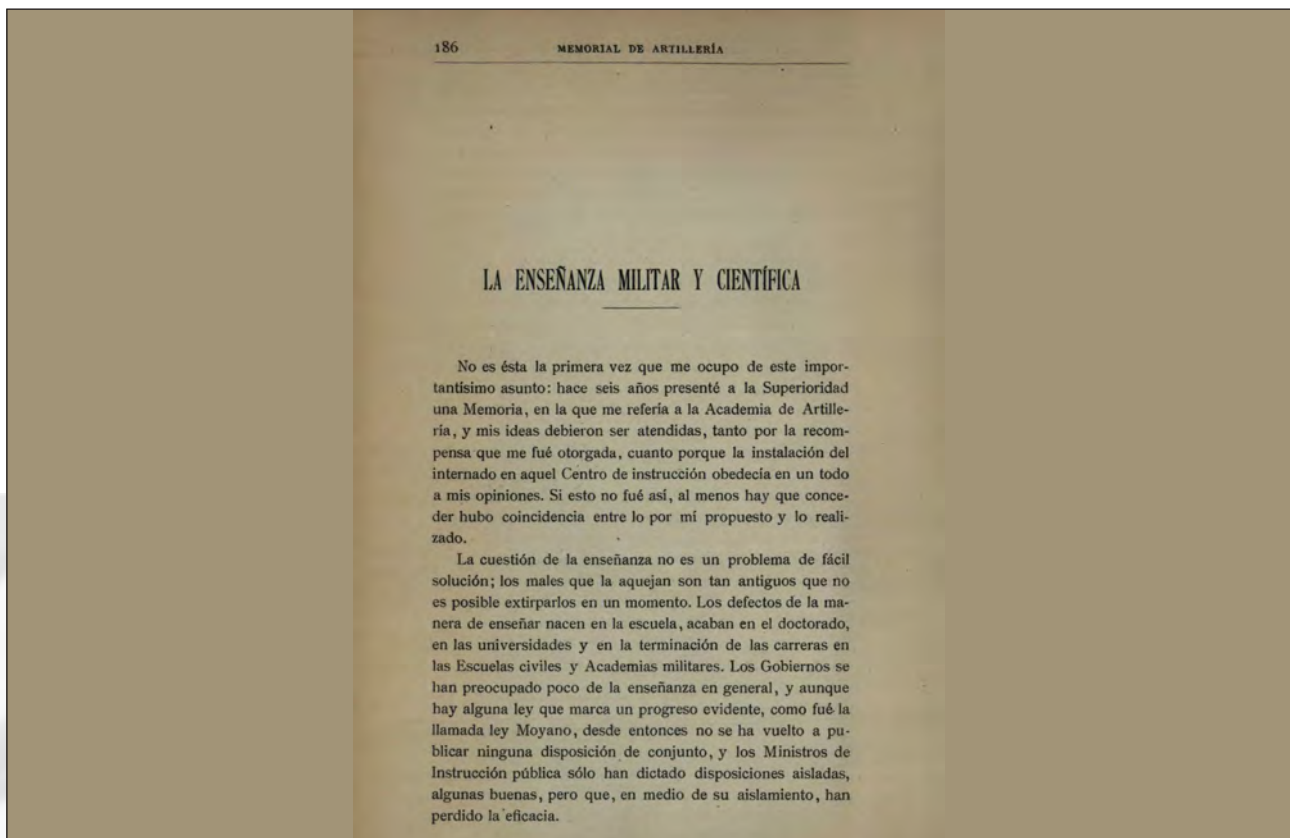 186 MEMORIAL DE ARTILLERÍA
LA ENSEÑANZA MILITAR Y CIENTÍFICA
No es ésta la primera vez que me ocupo de este impor-
tantísimo asunto: hace seis años presenté a la Superioridad
una Memoria, en la que me refería a la Academia de Artille-
ría, y mis ideas debieron ser atendidas, tanto por la recom-
pensa que me fué otorgada, cuanto porque la instalación del
internado en aquel Centro de instrucción obedecía en un todo
a mis opiniones. Si esto no fué así, al menos hay que conce-
der hubo coincidencia entre lo por mí propuesto y lo reali-
zado.
La cuestión de la enseñanza no es un problema de fácil
solución; los males que la aquejan son tan antiguos que no
es posible extirparlos en un momento. Los defectos de la ma-
nera de enseñar nacen en la escuela, acaban en el doctorado,
en las universidades y en la terminación de las carreras en
las Escuelas civiles y Academias militares. Los Gobiernos se
han preocupado poco de la enseñanza en general, y aunque
hay alguna ley que marca un progreso evidente, como fué la
llamada ley Moyano, desde entonces no se ha vuelto a pu-
blicar ninguna disposición de conjunto, y los Ministros de
Instrucción pública sólo han dictado disposiciones aisladas,
algunas buenas, pero que, en medio de su aislamiento, han
perdido la eficacia.